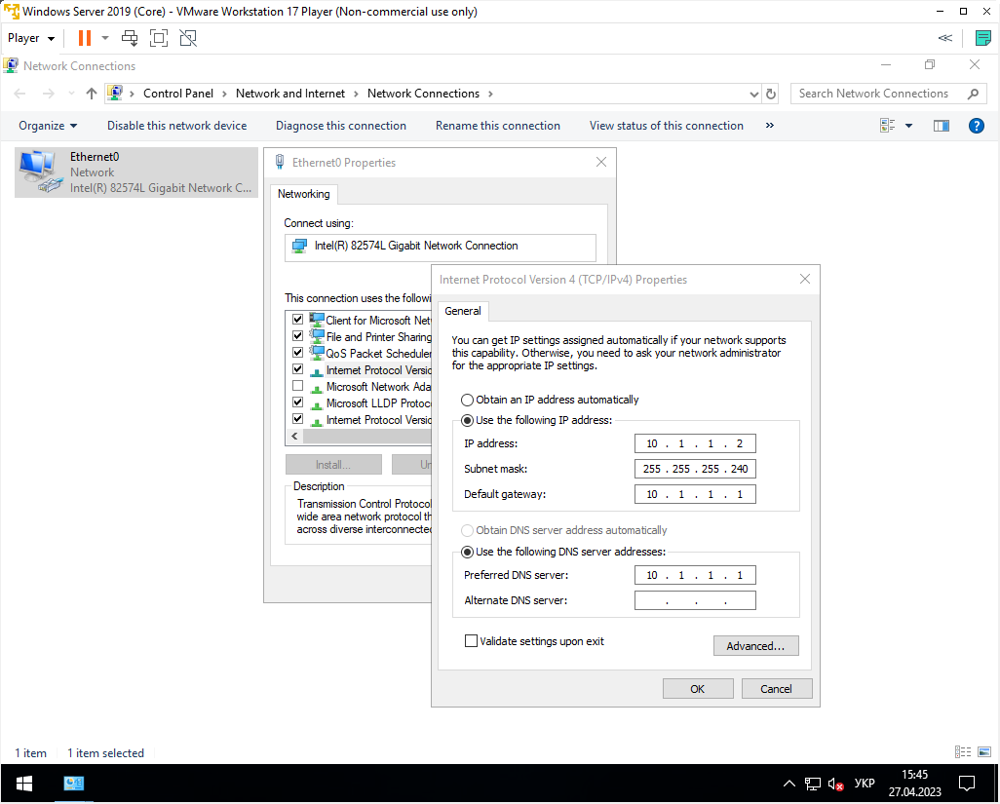 Windows Server 2019 (Core) - VMware Workstation 17 Player (Non-commercial use only)
Player
Network Connections
Control Panel > Network and Internet > Network Connections >
Search Network Connections
Organize
Disable this network device
Diagnose this connection
Rename this connection
View status of this connection
»
Ethernet0
Network
Intel(R) 82574L Gigabit Network C...
Ethernet0 Properties
Networking
Connect using:
Intel(R) 82574L Gigabit Network Connection
This connection uses the followi
Client for Microsoft Net
File and Printer Sharing
QoS Packet Scheduler
Internet Protocol Versio
Microsoft Network Ada
Microsoft LLDP Protoc
Internet Protocol Versio
Install...
Un
Description
Transmission Control Protocol
wide area network protocol th
across diverse interconnected
Internet Protocol Version 4 (TCP/IPv4) Properties
General
You can get IP settings assigned automatically if your network supports
this capability. Otherwise, you need to ask your network administrator
for the appropriate IP settings.
Obtain an IP address automatically
Use the following IP address:
IP address:
10 . 1 . 1 . 2
Subnet mask:
255 . 255 . 255 . 240
Default gateway:
10 . 1 . 1 . 1
Obtain DNS server address automatically
Use the following DNS server addresses:
Preferred DNS server:
10 . 1 . 1 . 1
Alternate DNS server:
. . .
Validate settings upon exit
Advanced...
OK
Cancel
1 item
1 item selected
УКР
15:45
27.04.2023